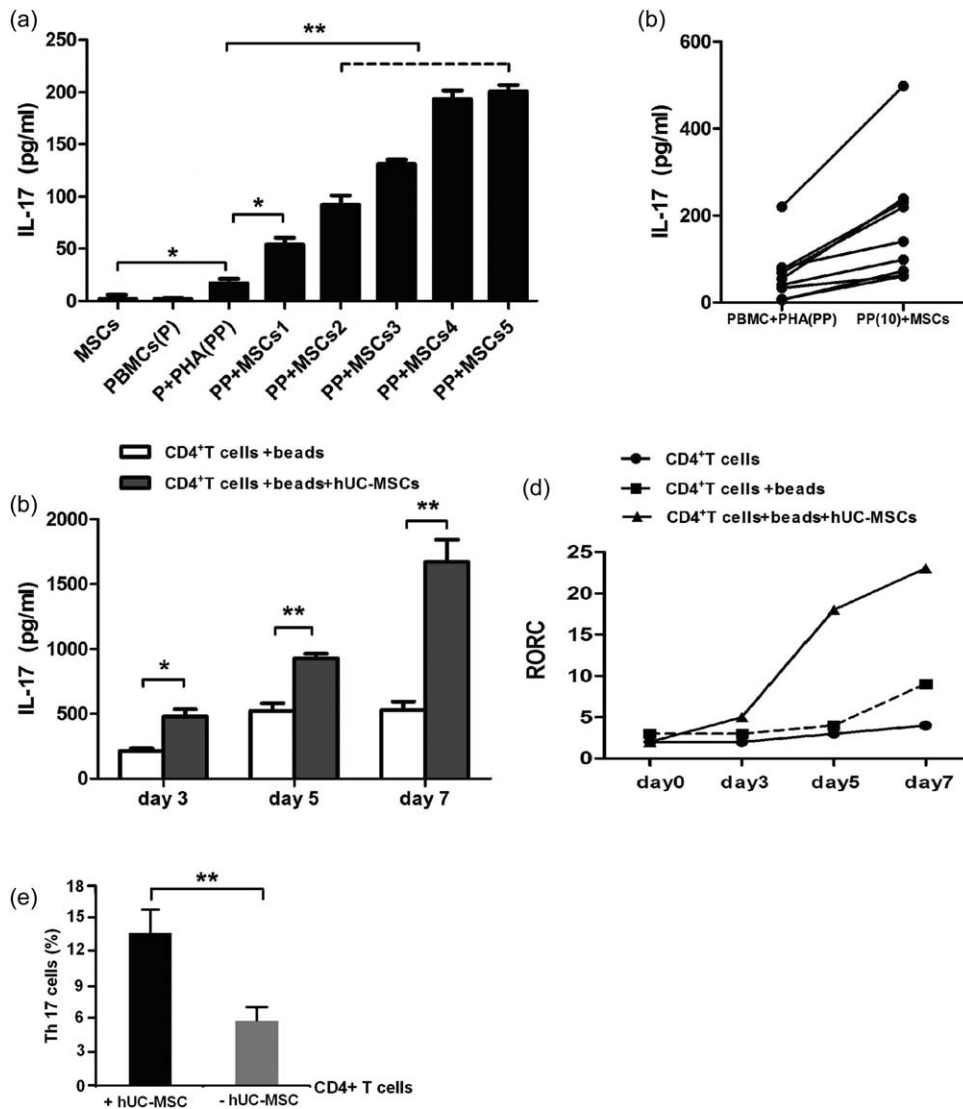 (a)
250
200
150
100
50
0
IL-17 (pg/ml)
**
*
*
MSCs
PBMCs(P)
P+PHA(PP)
PP+MSCs1
PP+MSCs2
PP+MSCs3
PP+MSCs4
PP+MSCs5
(b)
600
400
200
0
IL-17 (pg/ml)
PBMC+PHA(PP)
PP(10)+MSCs
(b)
CD4⁺T cells +beads
CD4⁺T cells +beads+hUC-MSCs
2000
1500
1000
500
0
IL-17 (pg/ml)
*
**
**
day 3
day 5
day 7
(d)
CD4⁺T cells
CD4⁺T cells +beads
CD4⁺T cells+beads+hUC-MSCs
25
20
15
10
5
0
RORC
day0
day3
day5
day7
(e)
18
15
12
9
6
3
0
Th 17 cells (%)
**
+ hUC-MSC
- hUC-MSC
CD4+ T cells